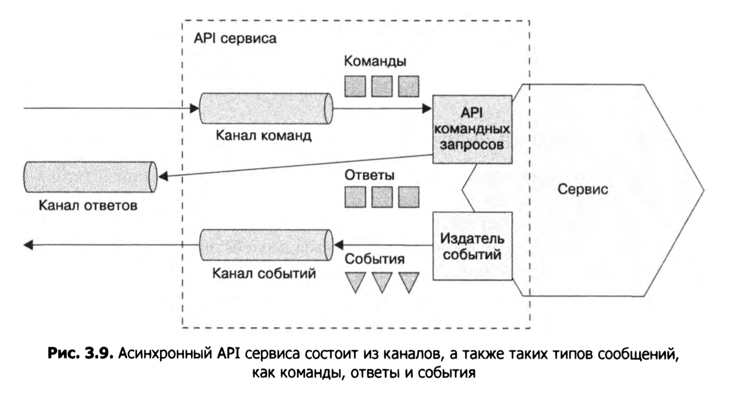 API сервиса
Команды
Канал команд
API
командных
запросов
Канал ответов
Ответы
Сервис
Канал событий
События
Издатель
событий
Рис. 3.9. Асинхронный API сервиса состоит из каналов, а также таких типов сообщений,
как команды, ответы и события